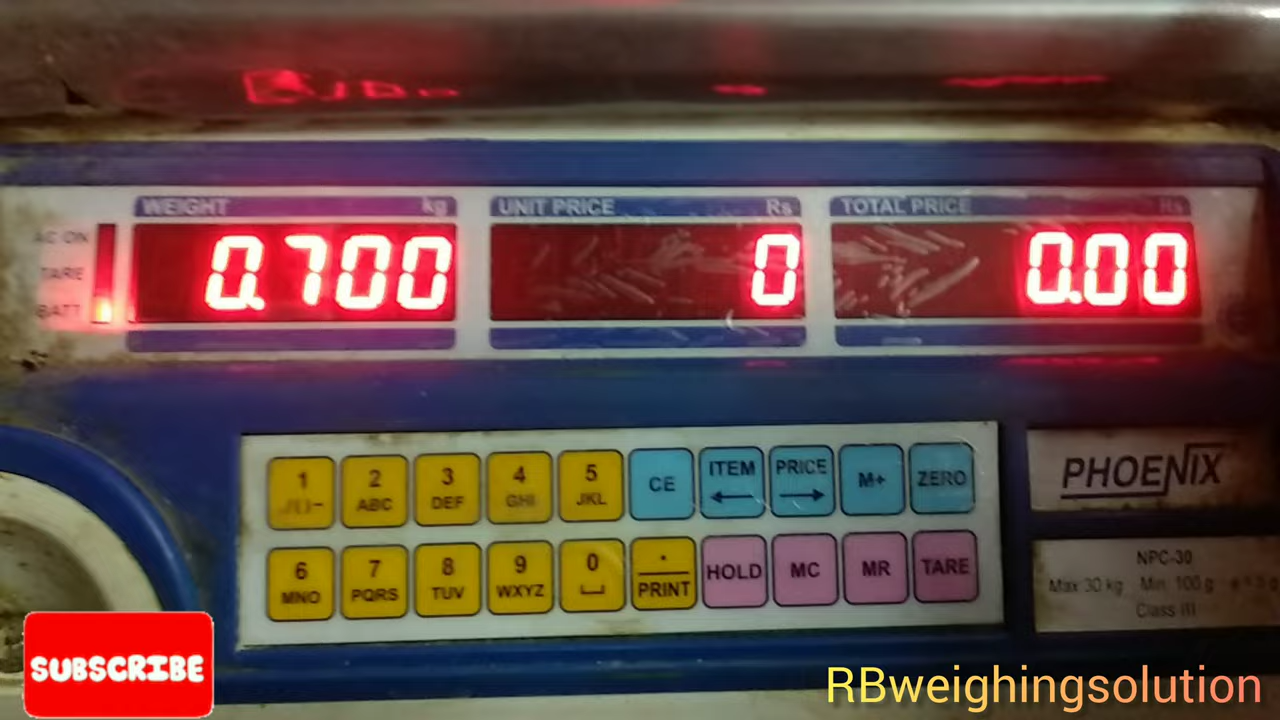 WEIGHT kg
UNIT PRICE Rs
TOTAL PRICE Rs
AC ON
TARE
BATT
0.700
0
0.00
1 2 ABC 3 DEF 4 GHI 5 JKL CE ITEM PRICE M+ ZERO
6 MNO 7 PQRS 8 TUV 9 WXYZ 0 . PRINT HOLD MC MR TARE
PHOENIX
NPC-30
Max 30 kg Min. 100 g
Class III
SUBSCRIBE
RBweighingsolution